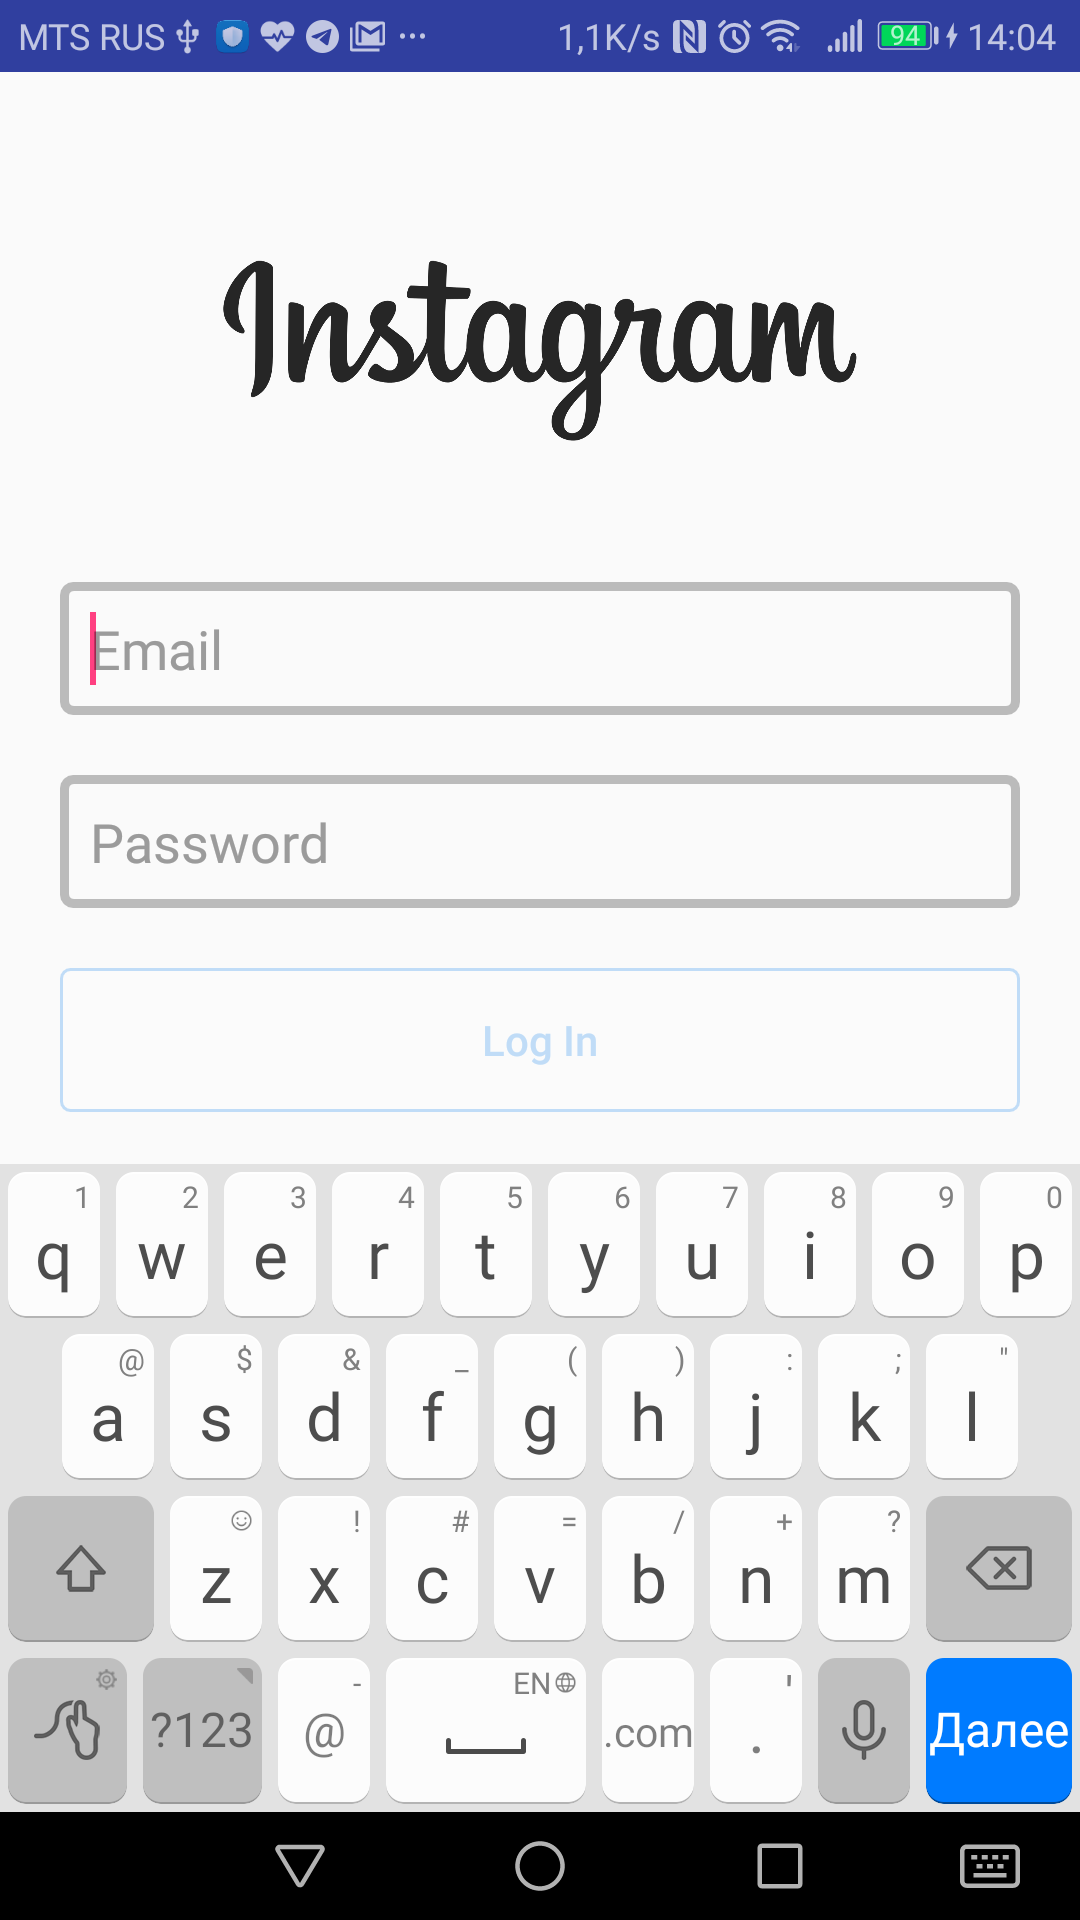 MTS RUS ... 1,1K/s 94 14:04
Instagram
Email
Password
Log In
1 2 3 4 5 6 7 8 9 0
q w e r t y u i o p
@ $ & _ ( ) : ; "
a s d f g h j k l
! # = / + ?
z x c v b n m
- EN '
?123 @ .com . Далее